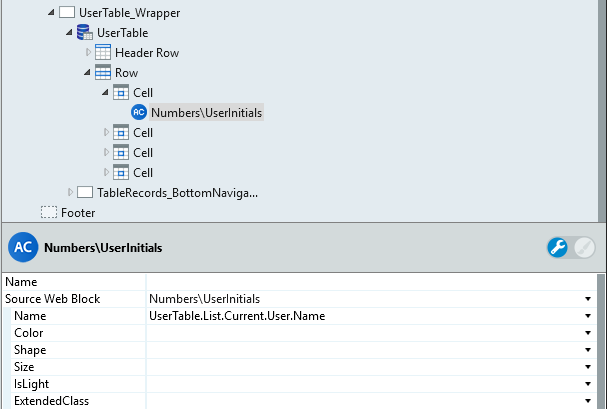 UserTable_Wrapper
UserTable
Header Row
Row
Cell
AC Numbers\UserInitials
Cell
Cell
Cell
TableRecords_BottomNaviga...
Footer
AC Numbers\UserInitials
Name
Source Web Block Numbers\UserInitials
Name UserTable.List.Current.User.Name
Color
Shape
Size
IsLight
ExtendedClass